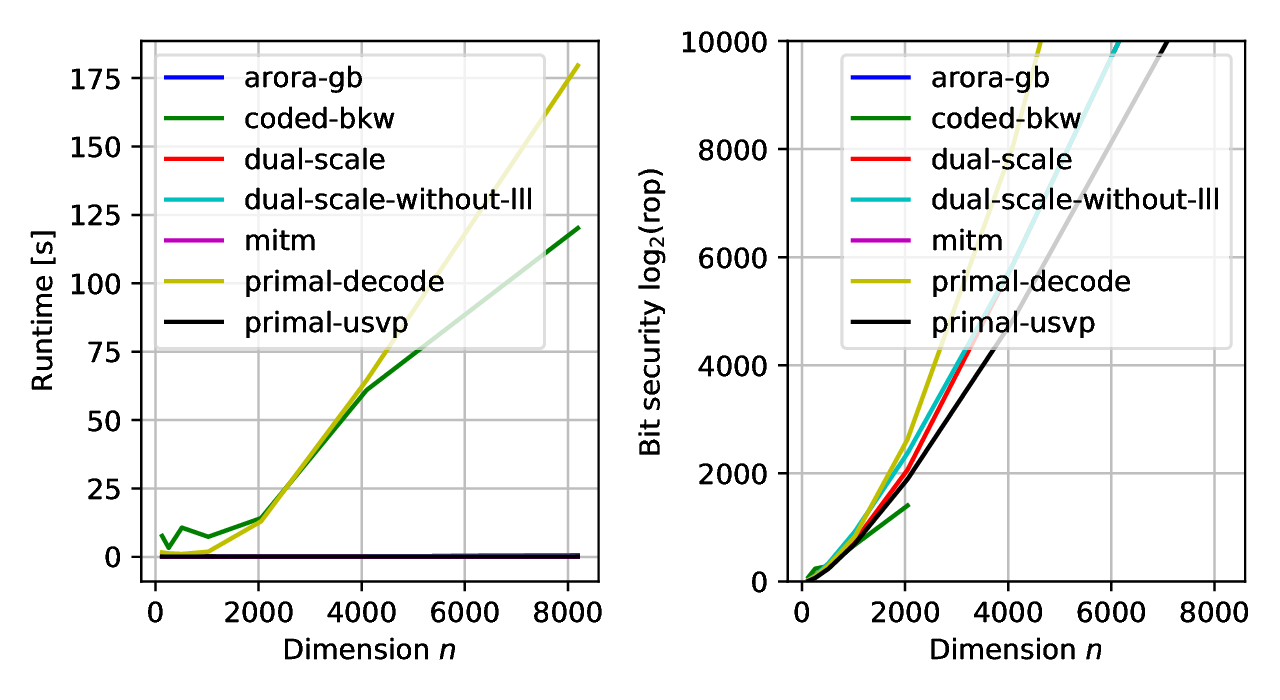 Runtime [s]
175
150
125
100
75
50
25
0
0 2000 4000 6000 8000
Dimension n
arora-gb
coded-bkw
dual-scale
dual-scale-without-lll
mitm
primal-decode
primal-usvp
Bit security log₂(rop)
10000
8000
6000
4000
2000
0
0 2000 4000 6000 8000
Dimension n
arora-gb
coded-bkw
dual-scale
dual-scale-without-lll
mitm
primal-decode
primal-usvp